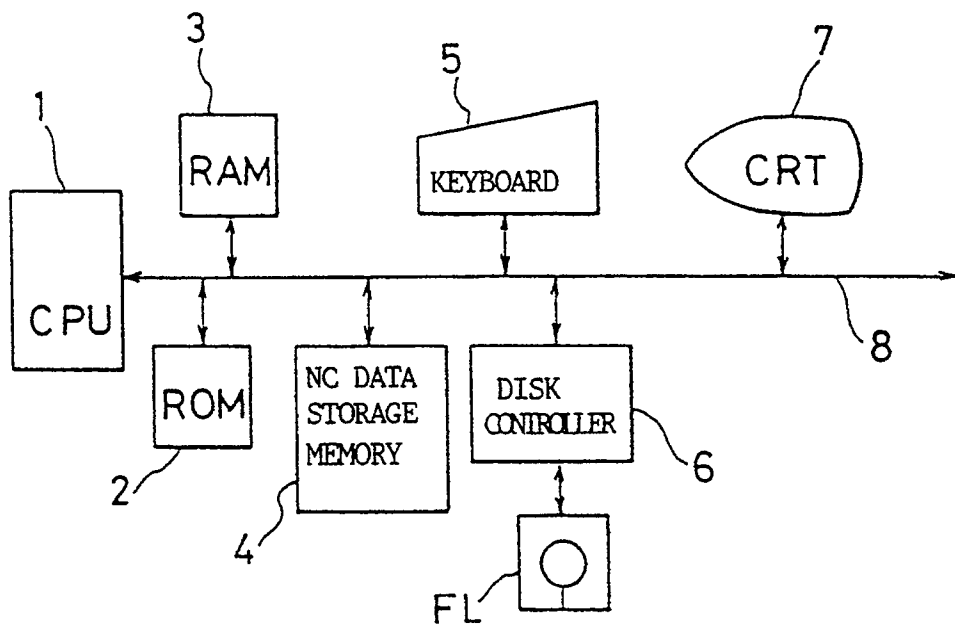 3
5
7
1
RAM
KEYBOARD
CRT
CPU
8
ROM
NC DATA
STORAGE
MEMORY
DISK
CONTROLLER
2
4
6
FL